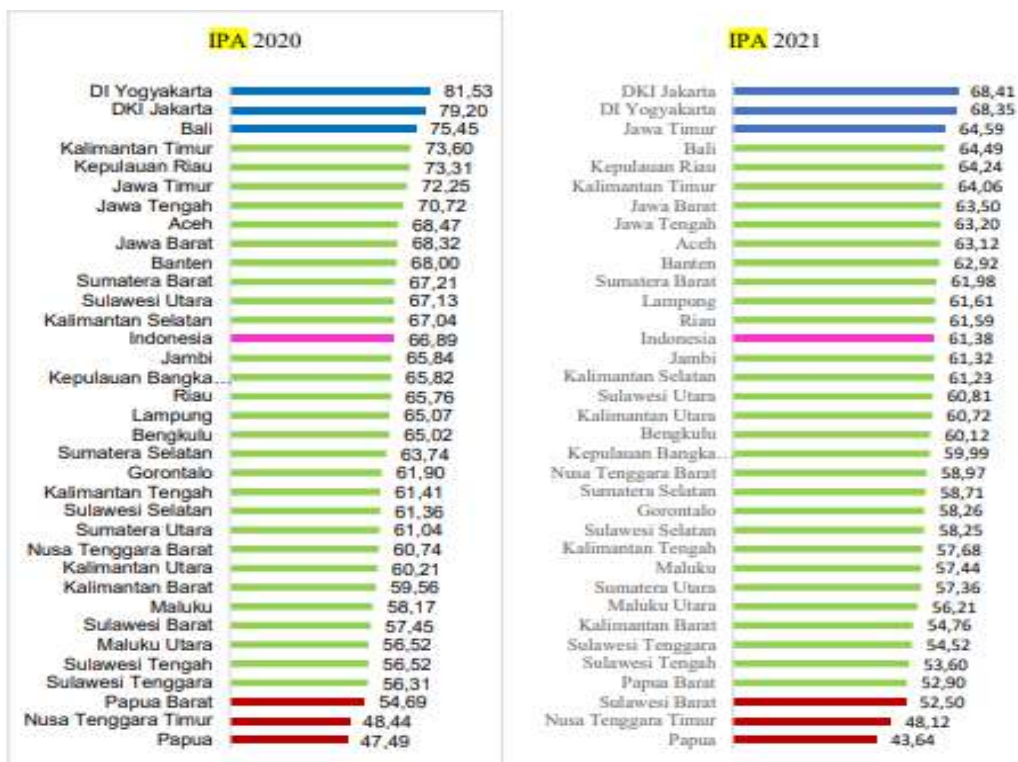 IPA 2020
DI Yogyakarta 81,53
DKI Jakarta 79,20
Bali 75,45
Kalimantan Timur 73,60
Kepulauan Riau 73,31
Jawa Timur 72,25
Jawa Tengah 70,72
Aceh 68,47
Jawa Barat 68,32
Banten 68,00
Sumatera Barat 67,21
Sulawesi Utara 67,13
Kalimantan Selatan 67,04
Indonesia 66,89
Jambi 65,84
Kepulauan Bangka... 65,82
Riau 65,76
Lampung 65,07
Bengkulu 65,02
Sumatera Selatan 63,74
Gorontalo 61,90
Kalimantan Tengah 61,41
Sulawesi Selatan 61,36
Sumatera Utara 61,04
Nusa Tenggara Barat 60,74
Kalimantan Utara 60,21
Kalimantan Barat 59,56
Maluku 58,17
Sulawesi Barat 57,45
Maluku Utara 56,52
Sulawesi Tengah 56,52
Sulawesi Tenggara 56,31
Papua Barat 54,69
Nusa Tenggara Timur 48,44
Papua 47,49
IPA 2021
DKI Jakarta 68,41
DI Yogyakarta 68,35
Jawa Timur 64,59
Bali 64,49
Kepulauan Riau 64,24
Kalimantan Timur 64,06
Jawa Barat 63,50
Jawa Tengah 63,20
Aceh 63,12
Banten 62,92
Sumatera Barat 61,98
Lampung 61,61
Riau 61,59
Indonesia 61,38
Jambi 61,32
Kalimantan Selatan 61,23
Sulawesi Utara 60,81
Kalimantan Utara 60,72
Bengkulu 60,12
Kepulauan Bangka... 59,99
Nusa Tenggara Barat 58,97
Sumatera Selatan 58,71
Gorontalo 58,26
Sulawesi Selatan 58,25
Kalimantan Tengah 57,68
Maluku 57,44
Sumatera Utara 57,36
Maluku Utara 56,21
Kalimantan Barat 54,76
Sulawesi Tenggara 54,52
Sulawesi Tengah 53,60
Papua Barat 52,90
Sulawesi Barat 52,50
Nusa Tenggara Timur 48,12
Papua 43,64